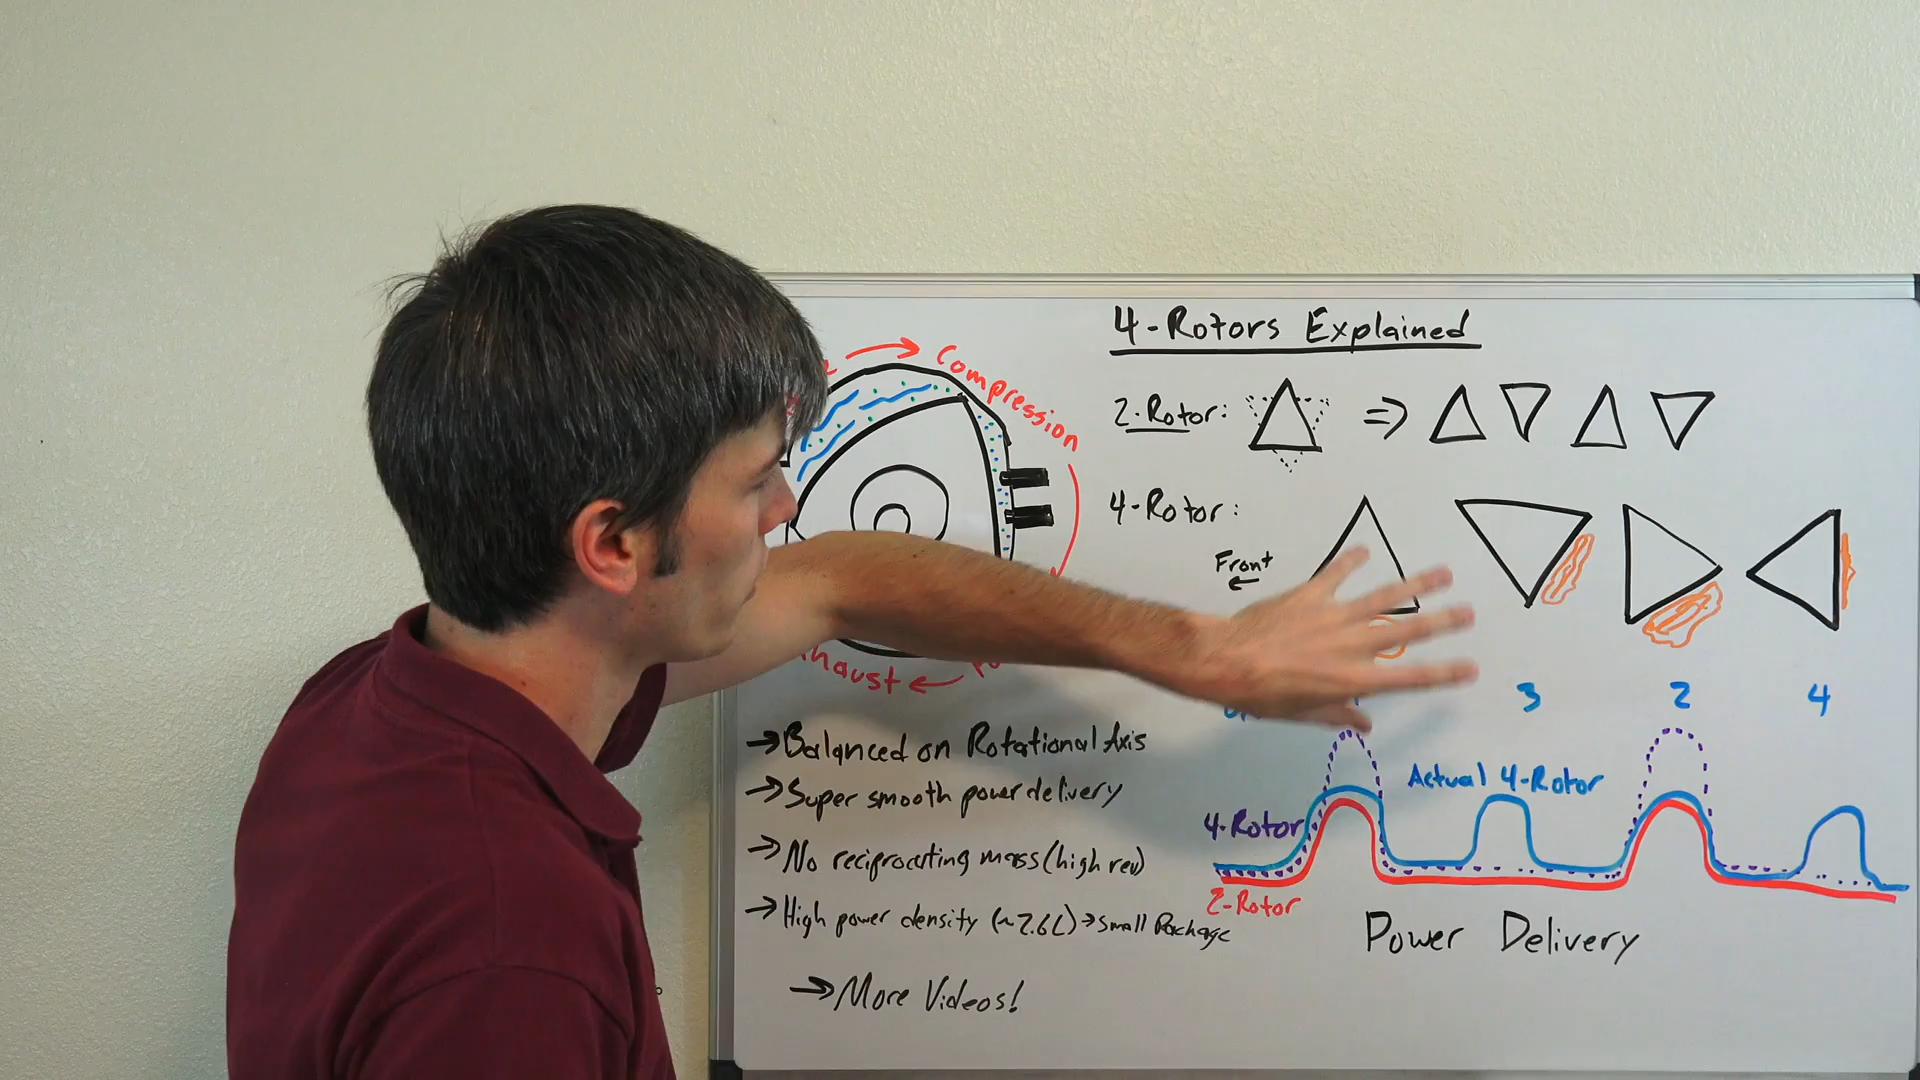 4-Rotors Explained
Compression
2-Rotor: =>
4-Rotor:
Front
haust
3 2 4
→ Balanced on Rotational Axis
→ Super smooth power delivery
→ No reciprocating mass (high rev)
→ High power density (~2.6L) → Small Package
→ More Videos!
Actual 4-Rotor
4-Rotor
2-Rotor
Power Delivery